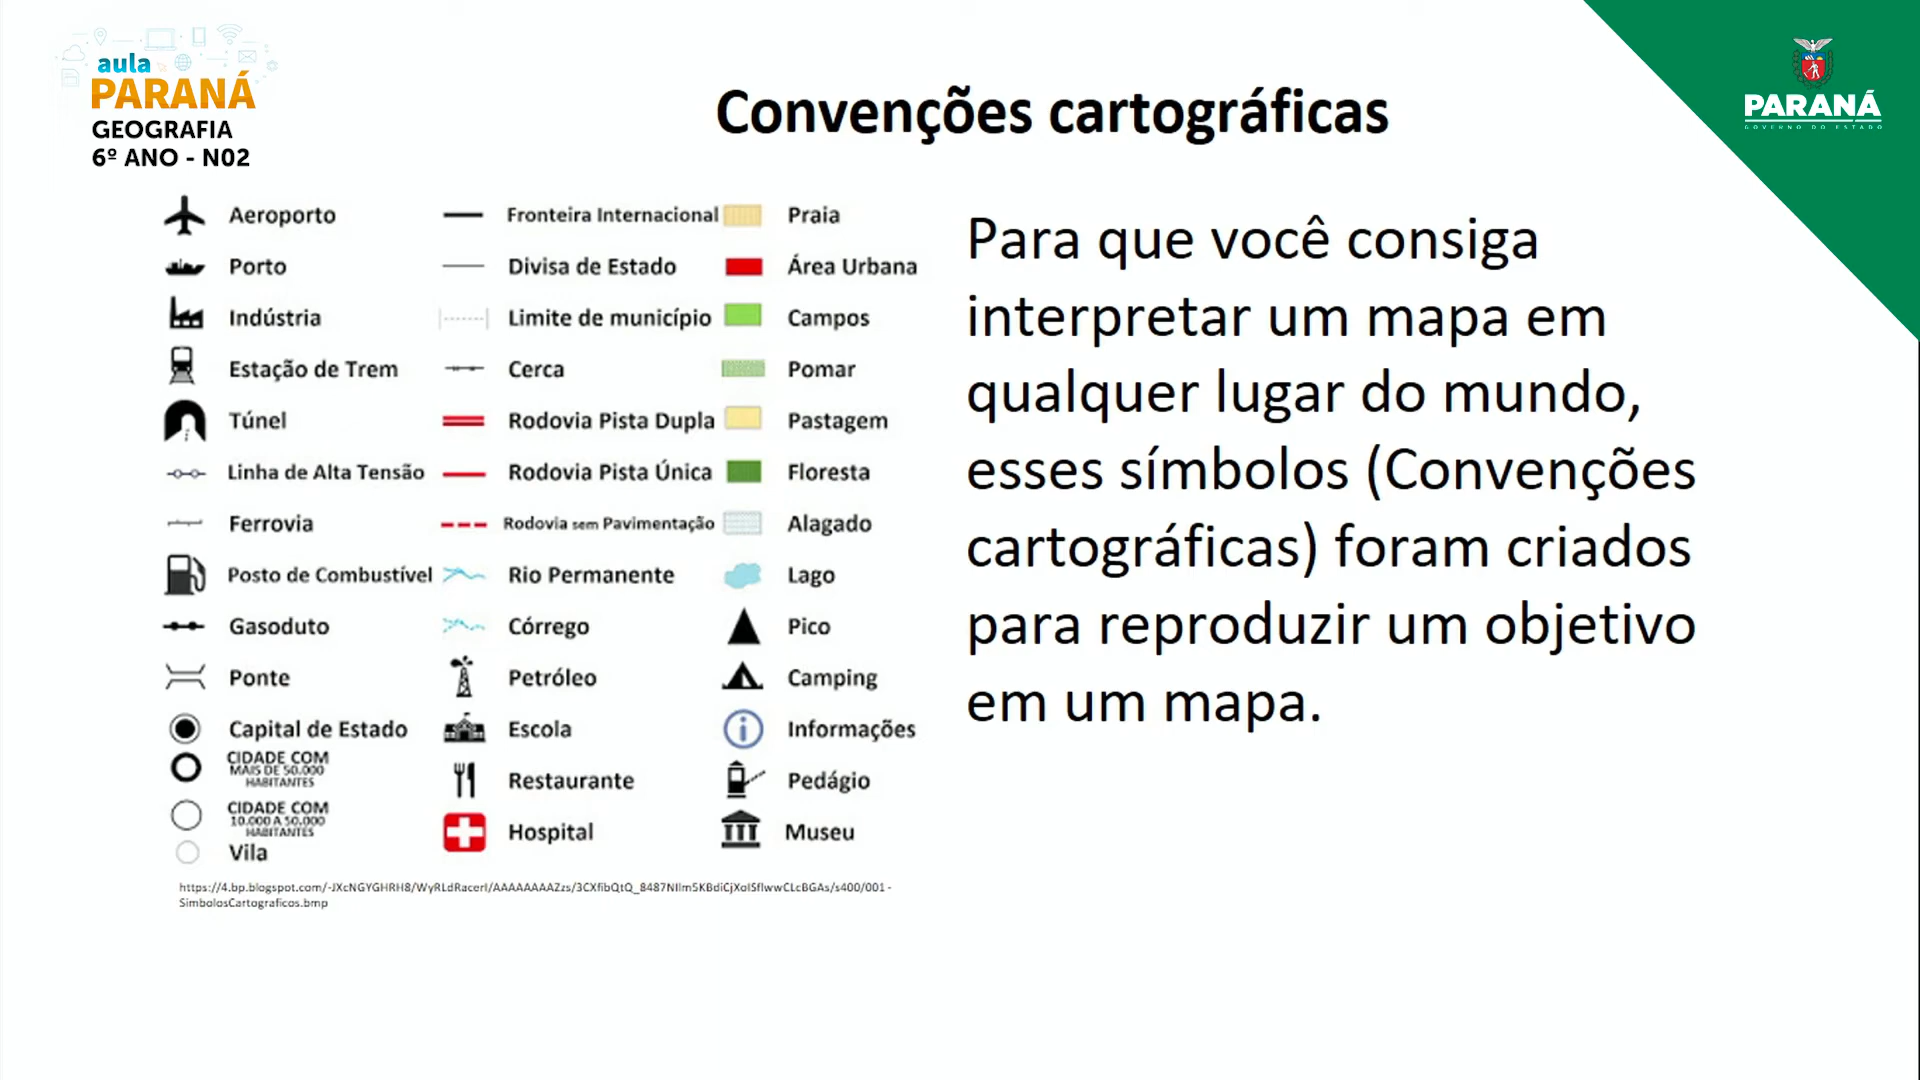 aula
PARANÁ
GEOGRAFIA
6º ANO - N02
PARANÁ
GOVERNO DO ESTADO
Convenções cartográficas
Aeroporto
Porto
Indústria
Estação de Trem
Túnel
Linha de Alta Tensão
Ferrovia
Posto de Combustível
Gasoduto
Ponte
Capital de Estado
CIDADE COM
MAIS DE 50.000
HABITANTES
CIDADE COM
10.000 A 50.000
HABITANTES
Vila
Fronteira Internacional
Divisa de Estado
Limite de município
Cerca
Rodovia Pista Dupla
Rodovia Pista Única
Rodovia sem Pavimentação
Rio Permanente
Córrego
Petróleo
Escola
Restaurante
Hospital
Praia
Área Urbana
Campos
Pomar
Pastagem
Floresta
Alagado
Lago
Pico
Camping
Informações
Pedágio
Museu
Para que você consiga
interpretar um mapa em
qualquer lugar do mundo,
esses símbolos (Convenções
cartográficas) foram criados
para reproduzir um objetivo
em um mapa.
SimbolosCartograficos.bmp